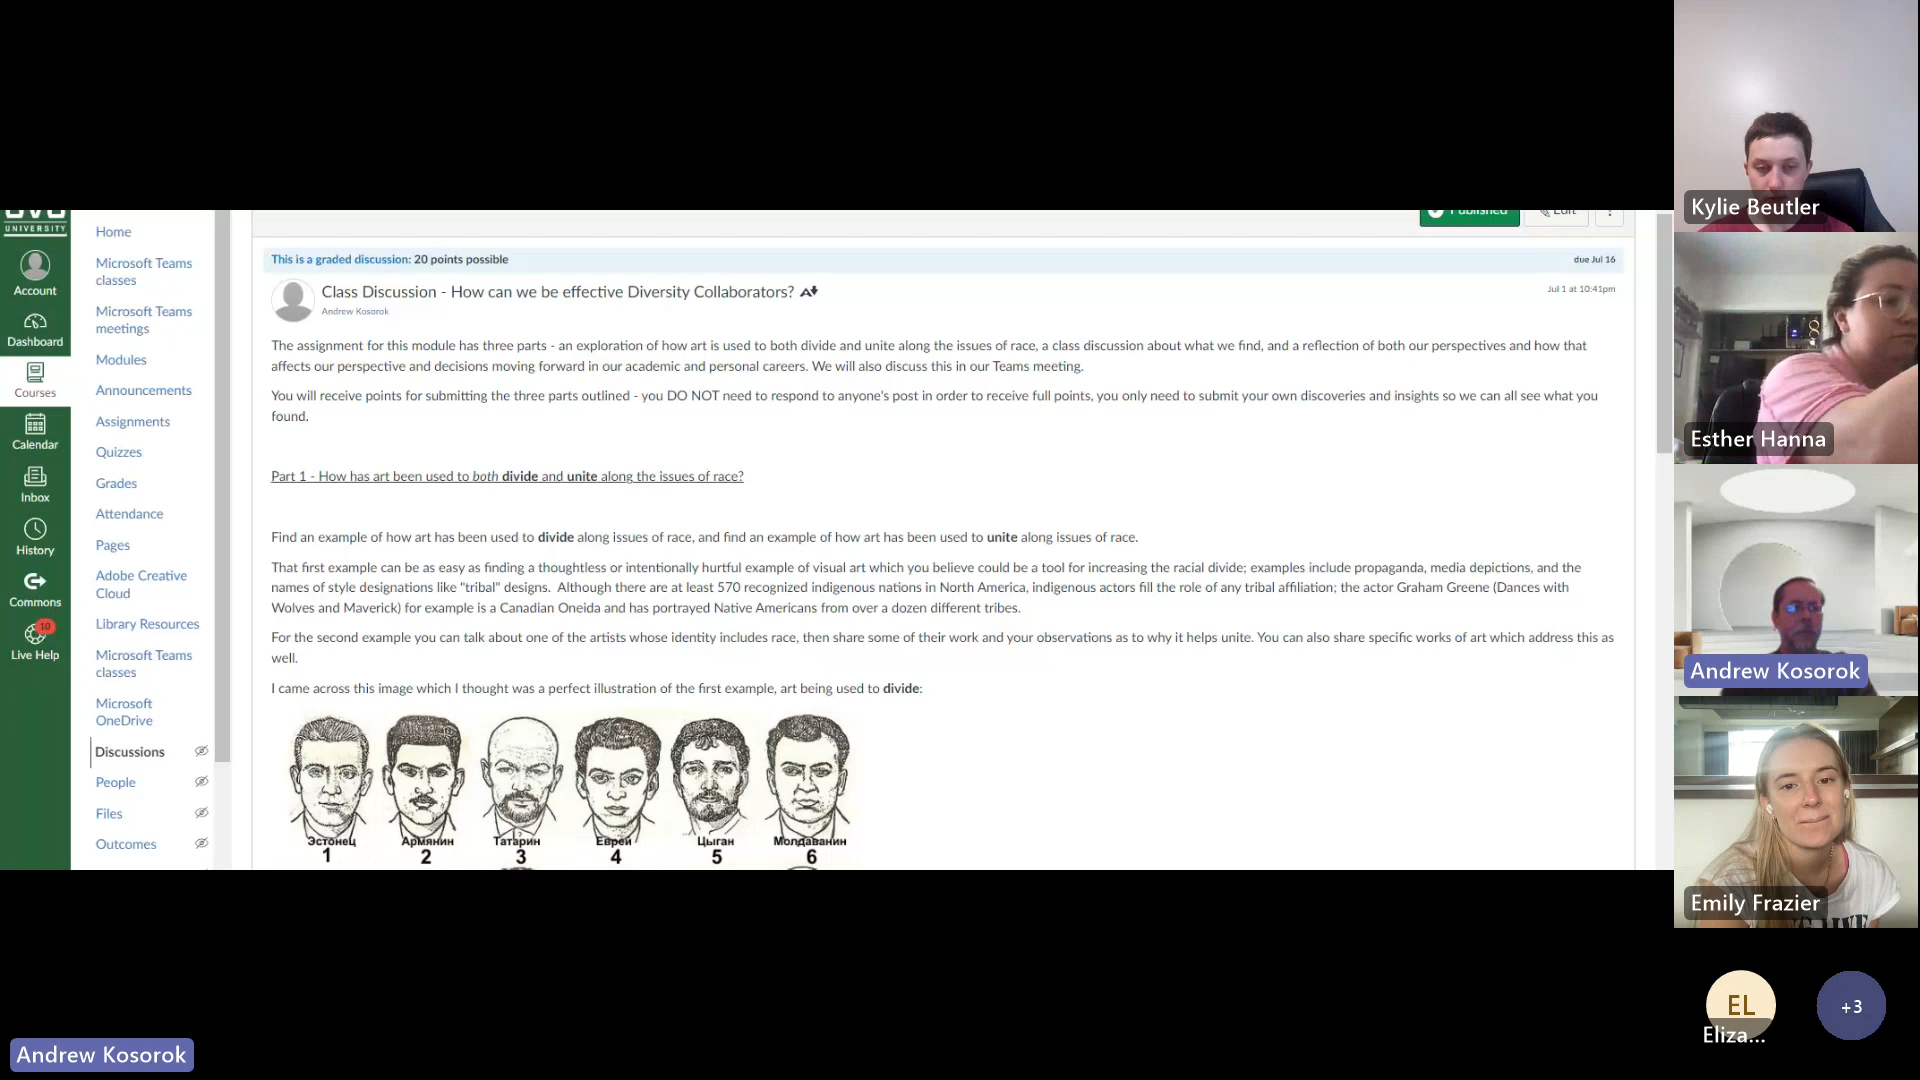 UNIVERSITY
Account
Dashboard
Courses
Calendar
Inbox
History
Commons
10
Live Help
Home
Microsoft Teams
classes
Microsoft Teams
meetings
Modules
Announcements
Assignments
Quizzes
Grades
Attendance
Pages
Adobe Creative
Cloud
Library Resources
Microsoft Teams
classes
Microsoft
OneDrive
Discussions
People
Files
Outcomes
Published
Edit
This is a graded discussion: 20 points possible
due Jul 16
Class Discussion - How can we be effective Diversity Collaborators?
Jul 1 at 10:41pm
Andrew Kosorok
The assignment for this module has three parts - an exploration of how art is used to both divide and unite along the issues of race, a class discussion about what we find, and a reflection of both our perspectives and how that
affects our perspective and decisions moving forward in our academic and personal careers. We will also discuss this in our Teams meeting.
You will receive points for submitting the three parts outlined - you DO NOT need to respond to anyone's post in order to receive full points, you only need to submit your own discoveries and insights so we can all see what you
found.
Part 1 - How has art been used to both divide and unite along the issues of race?
Find an example of how art has been used to divide along issues of race, and find an example of how art has been used to unite along issues of race.
That first example can be as easy as finding a thoughtless or intentionally hurtful example of visual art which you believe could be a tool for increasing the racial divide; examples include propaganda, media depictions, and the
names of style designations like "tribal" designs. Although there are at least 570 recognized indigenous nations in North America, indigenous actors fill the role of any tribal affiliation; the actor Graham Greene (Dances with
Wolves and Maverick) for example is a Canadian Oneida and has portrayed Native Americans from over a dozen different tribes.
For the second example you can talk about one of the artists whose identity includes race, then share some of their work and your observations as to why it helps unite. You can also share specific works of art which address this as
well.
I came across this image which I thought was a perfect illustration of the first example, art being used to divide:
Эстонец Армянин Татарин Еврей Цыган Молдаванин
1 2 3 4 5 6
Kylie Beutler
Esther Hanna
Andrew Kosorok
Emily Frazier
EL
Eliza...
+3
Andrew Kosorok